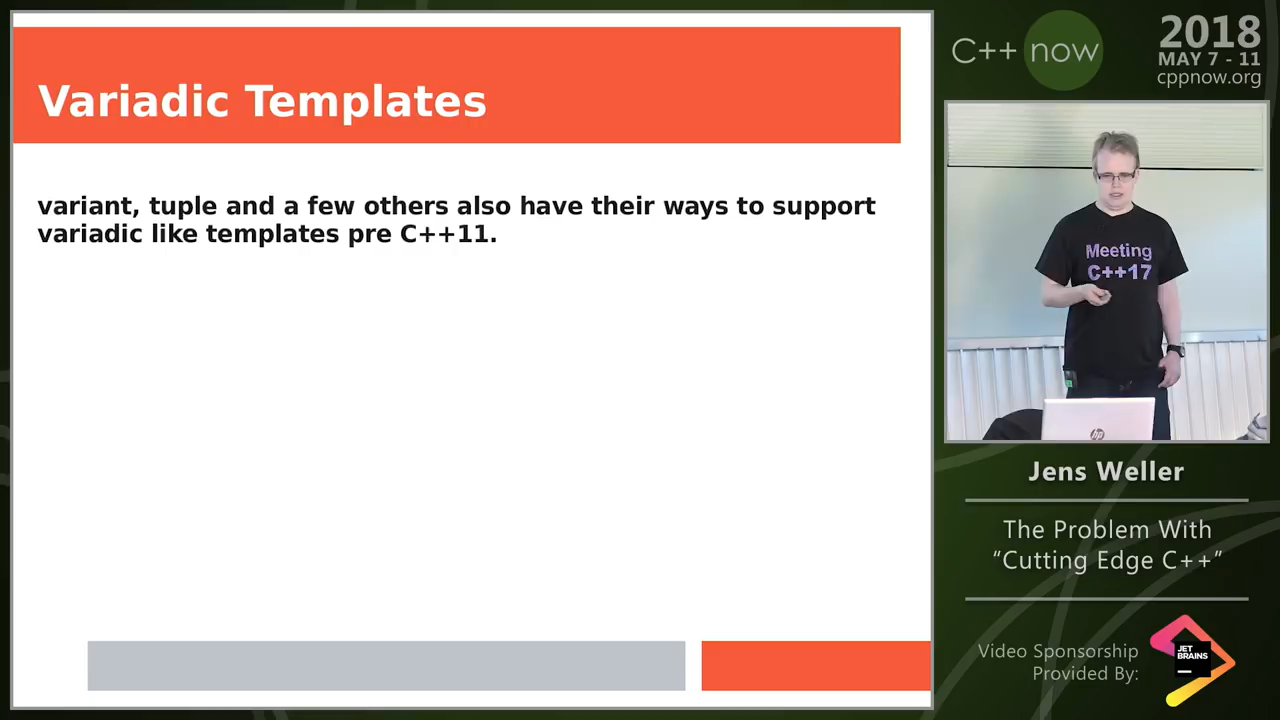 Variadic Templates
variant, tuple and a few others also have their ways to support
variadic like templates pre C++11.
C++ now
2018
MAY 7 - 11
cppnow.org
Meeting
C++17
hp
Jens Weller
The Problem With
“Cutting Edge C++”
Video Sponsorship
Provided By:
JET
BRAINS